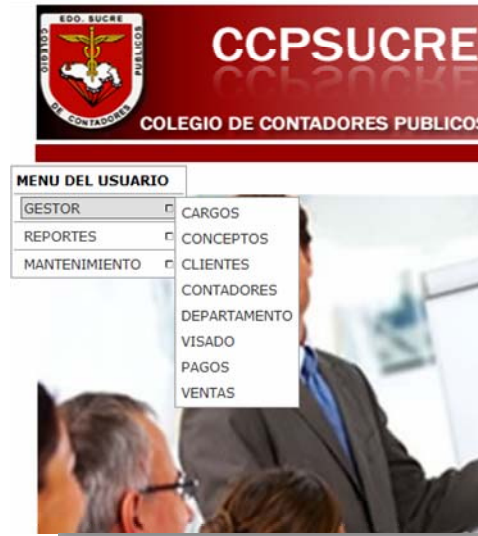 EDO. SUCRE
COLEGIO
PUBLICOS
DE CONTADORES
CCPSUCRE
COLEGIO DE CONTADORES PUBLICOS
MENU DEL USUARIO
GESTOR
REPORTES
MANTENIMIENTO
CARGOS
CONCEPTOS
CLIENTES
CONTADORES
DEPARTAMENTO
VISADO
PAGOS
VENTAS